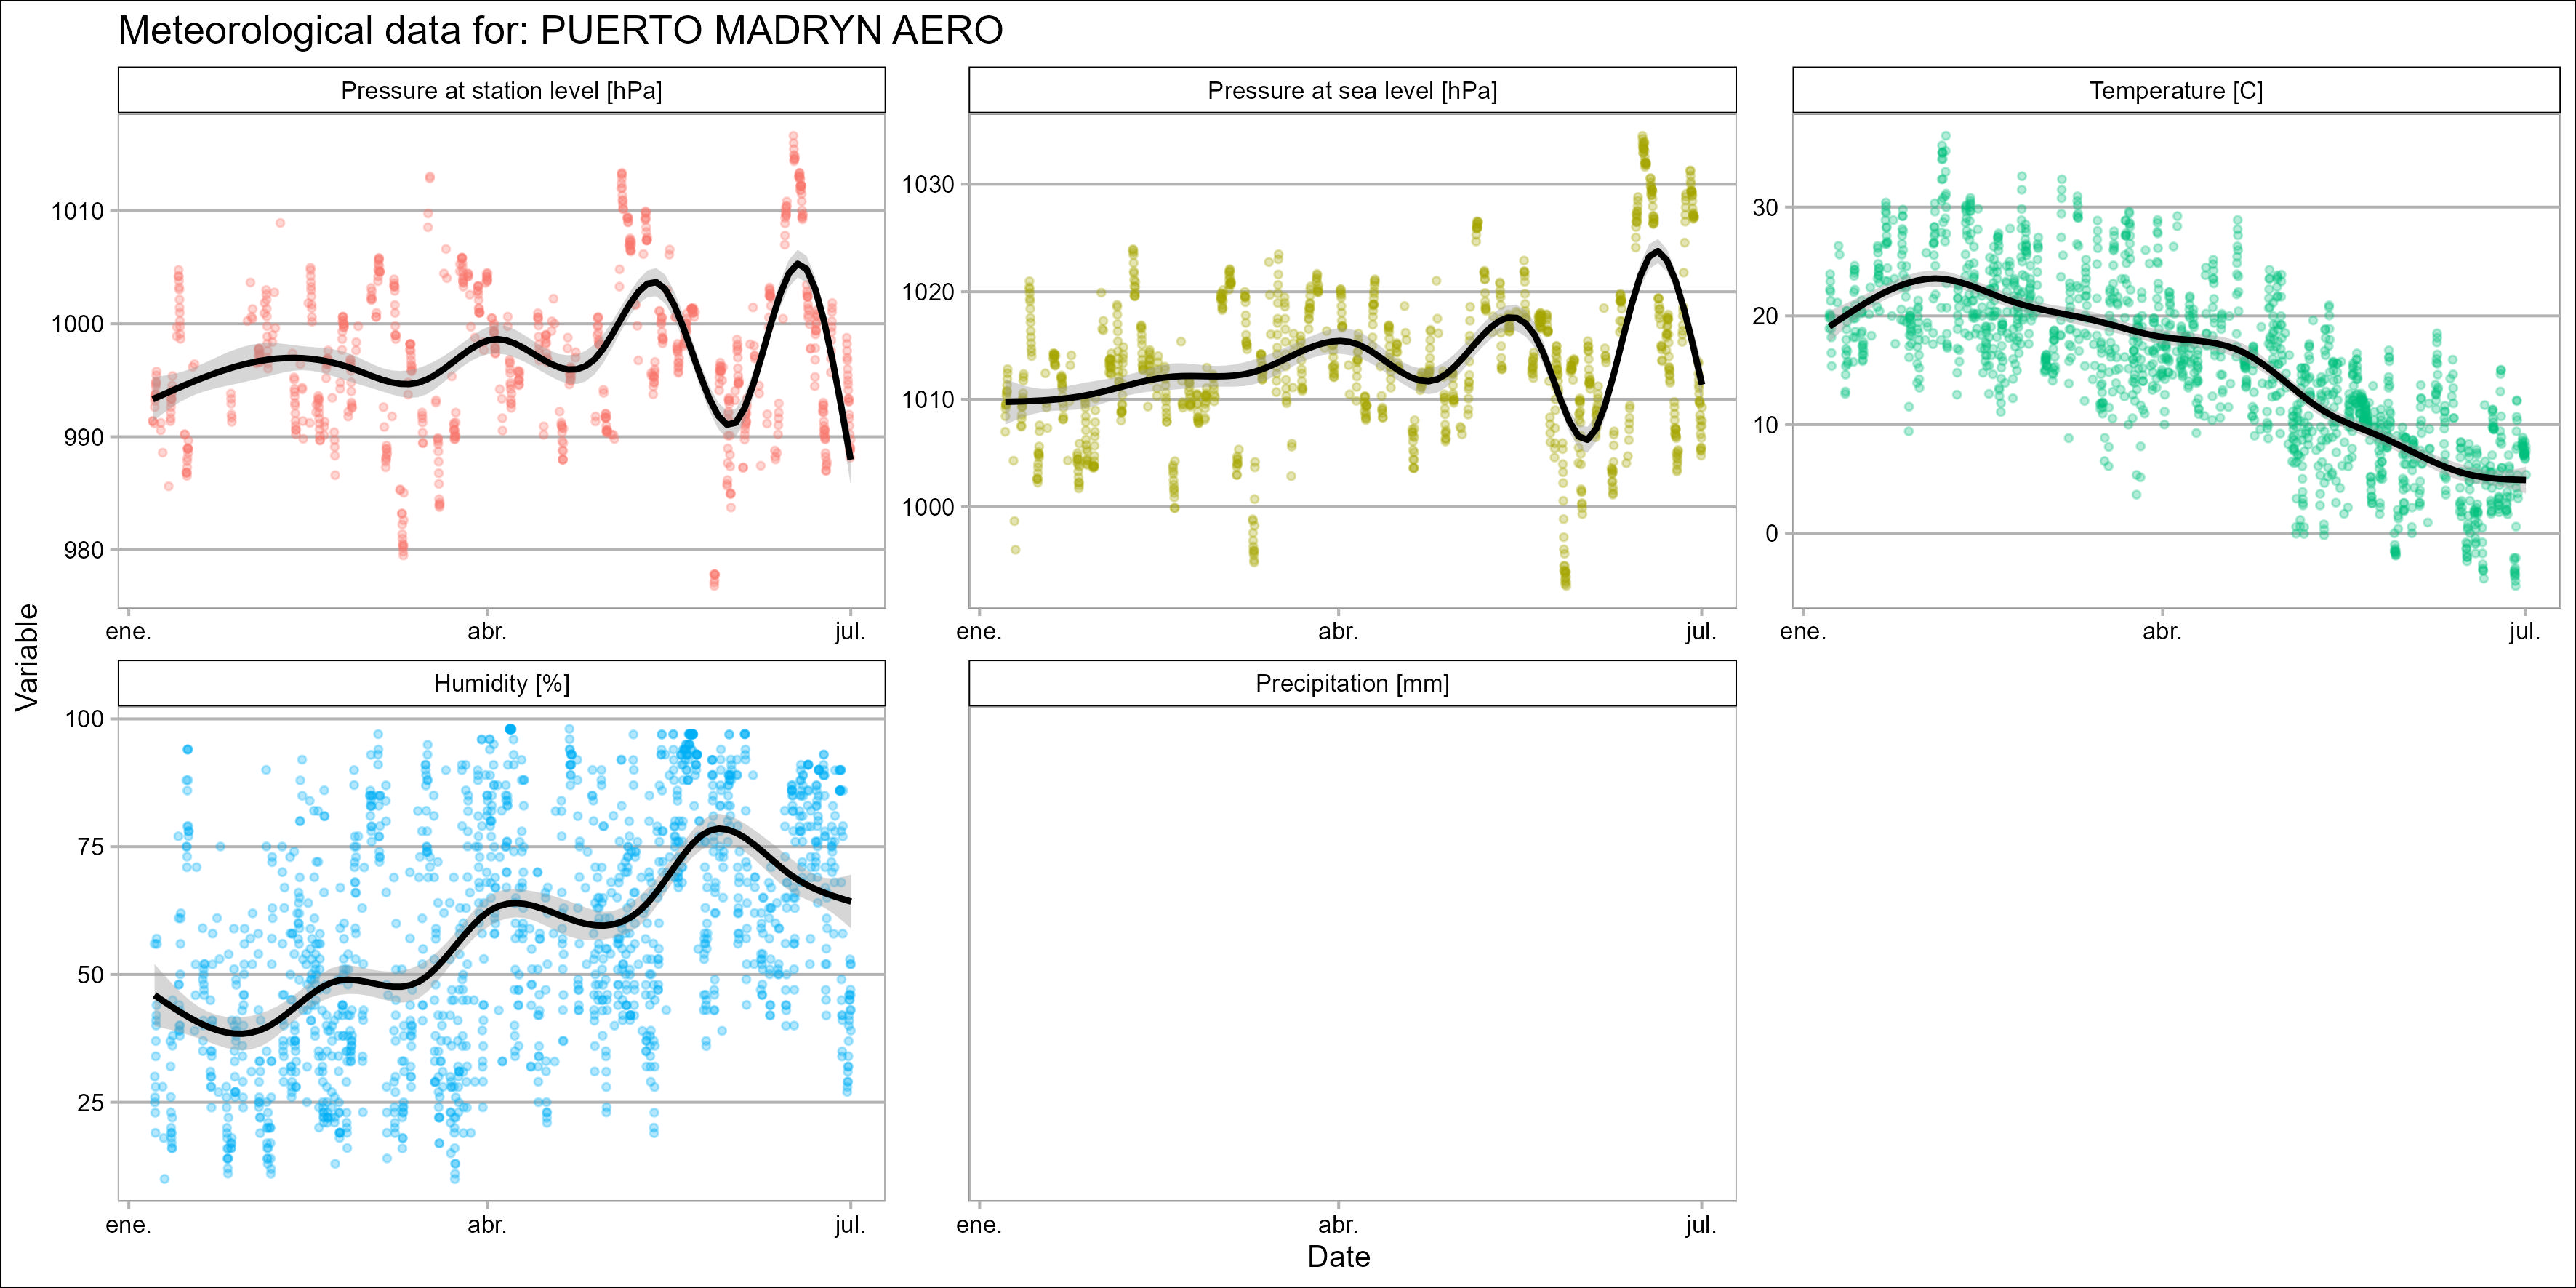 Meteorological data for: PUERTO MADRYN AERO
Pressure at station level [hPa]
Pressure at sea level [hPa]
Temperature [C]
1010
1000
990
980
1030
1020
1010
1000
30
20
10
0
ene.
abr.
jul.
ene.
abr.
jul.
ene.
abr.
jul.
Variable
Humidity [%]
Precipitation [mm]
100
75
50
25
ene.
abr.
jul.
ene.
abr.
jul.
Date